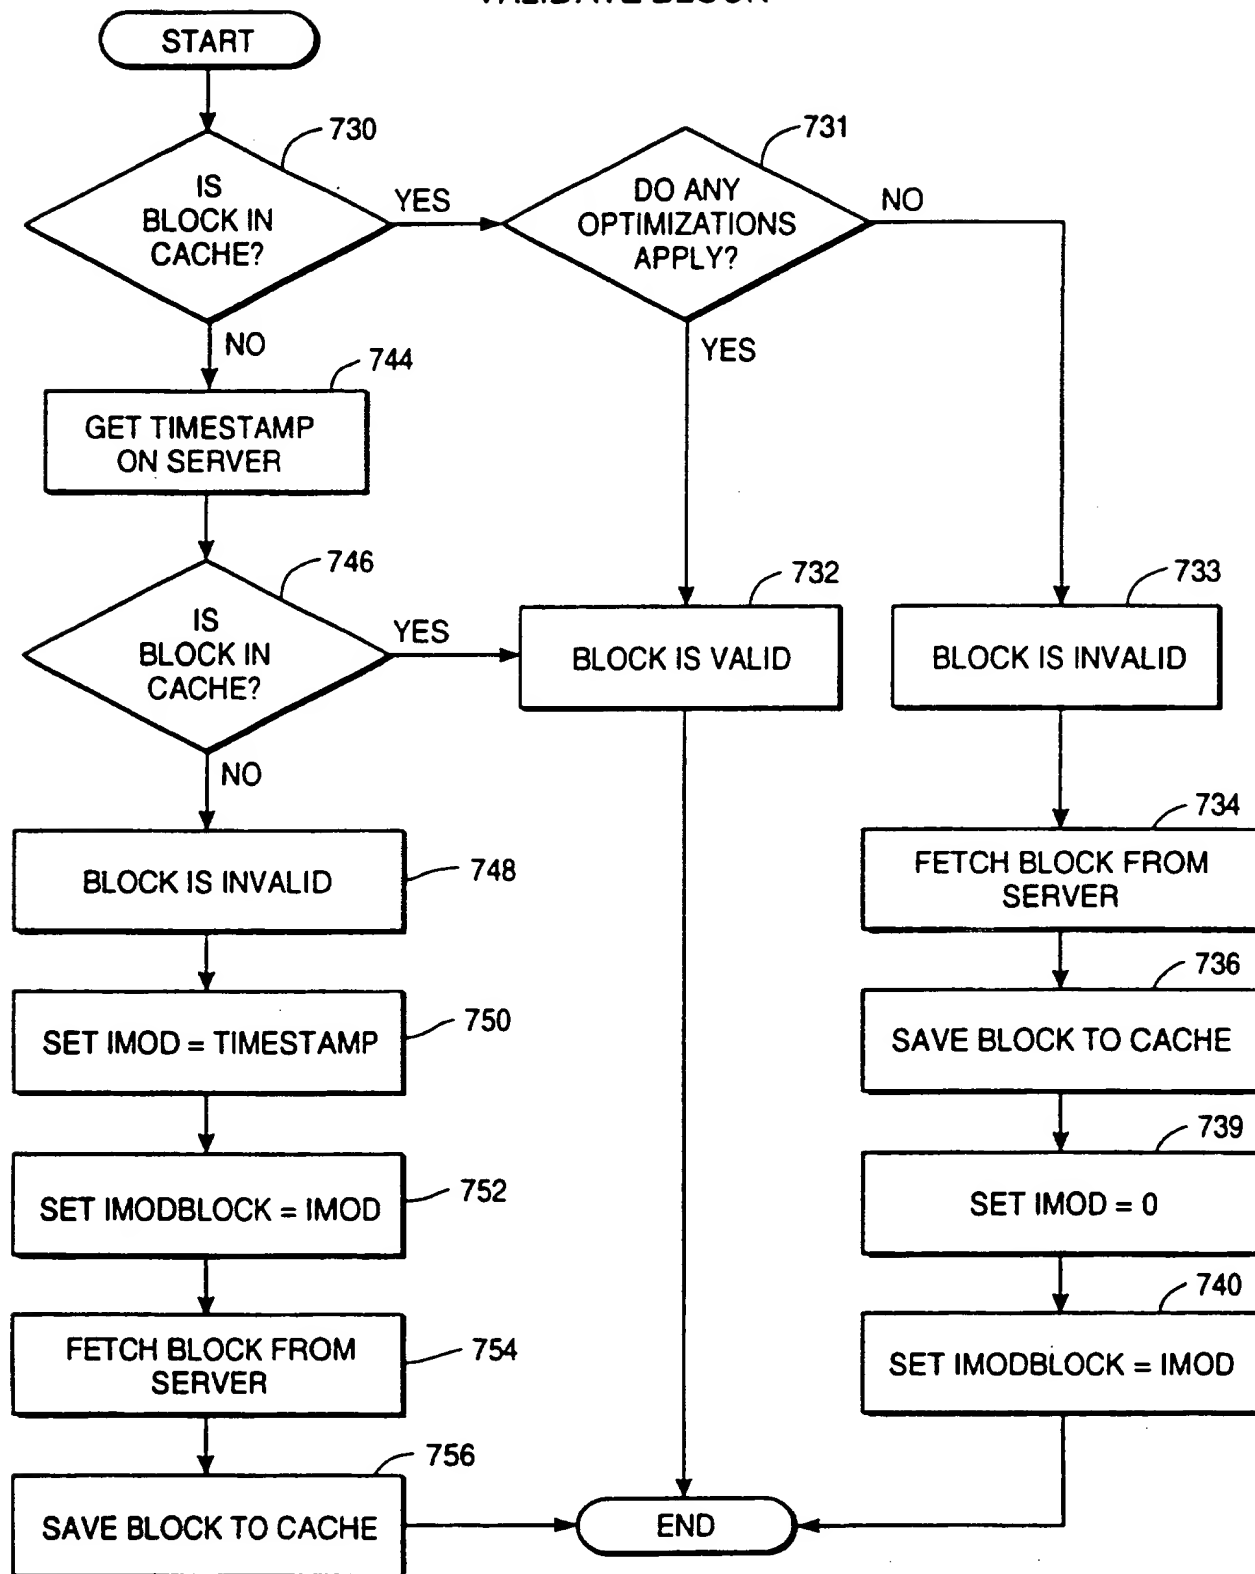 VALIDATE BLOCK
START
730
IS
BLOCK IN
CACHE?
YES
NO
731
DO ANY
OPTIMIZATIONS
APPLY?
NO
YES
744
GET TIMESTAMP
ON SERVER
746
IS
BLOCK IN
CACHE?
YES
NO
732
BLOCK IS VALID
733
BLOCK IS INVALID
748
BLOCK IS INVALID
734
FETCH BLOCK FROM
SERVER
750
SET IMOD = TIMESTAMP
736
SAVE BLOCK TO CACHE
752
SET IMODBLOCK = IMOD
739
SET IMOD = 0
754
FETCH BLOCK FROM
SERVER
740
SET IMODBLOCK = IMOD
756
SAVE BLOCK TO CACHE
END